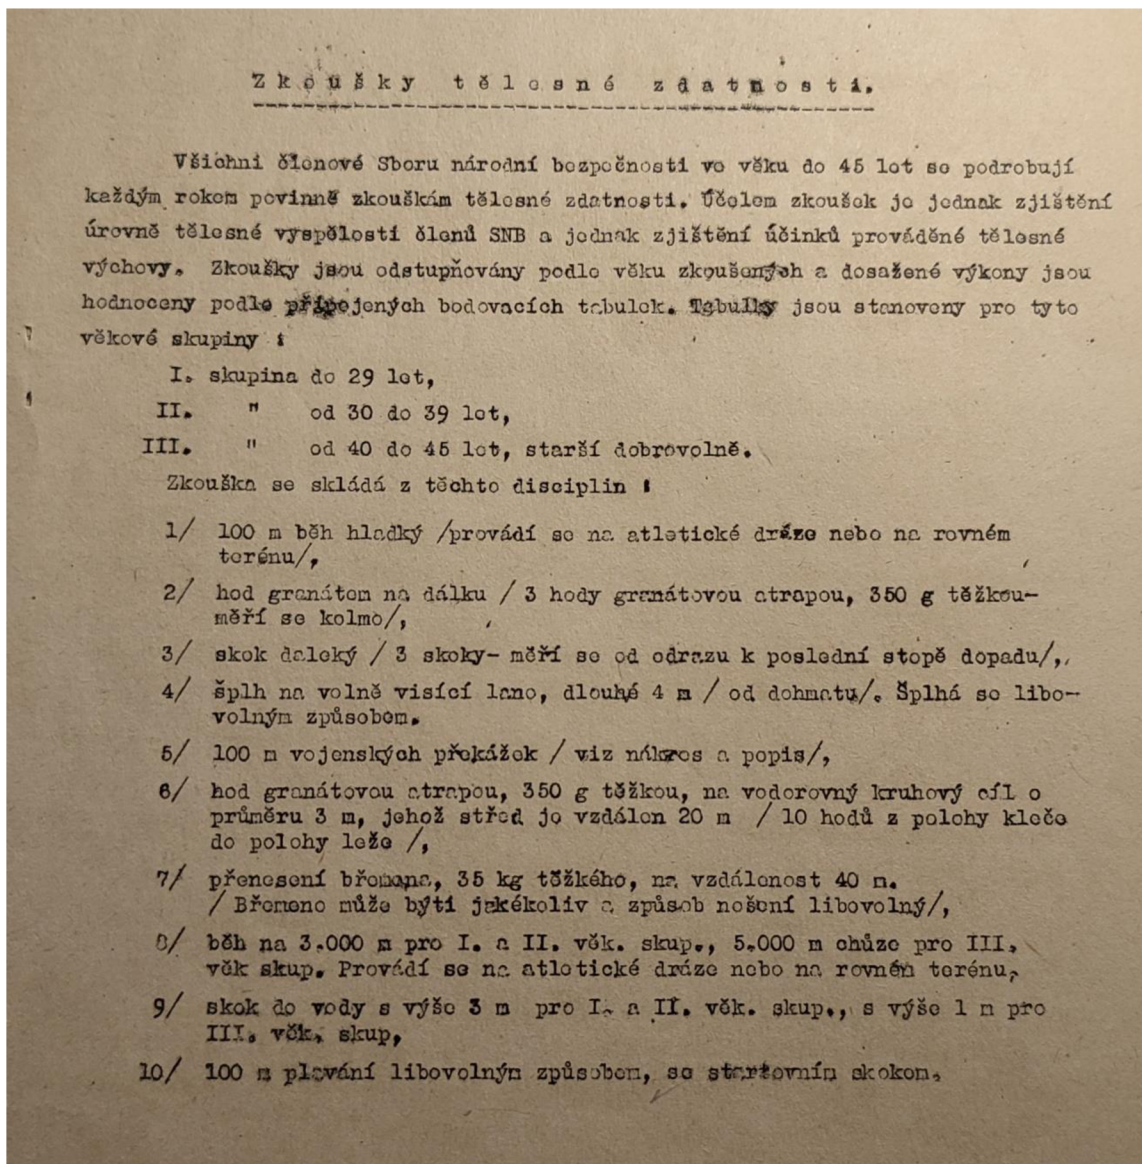 Zkoušky tělesné zdatnosti.
Všichni členové Sboru národní bezpečnosti ve věku do 45 let se podrobují
každým rokem povinně zkouškám tělesné zdatnosti. Účelem zkoušek je jednak zjištění
úrovně tělesné vyspělosti členů SNB a jednak zjištění účinků prováděné tělesné
výchovy. Zkoušky jsou odstupňovány podle věku zkoušených a dosažené výkony jsou
hodnoceny podle připojených bodovacích tabulek. Tabulky jsou stanoveny pro tyto
věkové skupiny :
I. skupina do 29 let,
II. " od 30 do 39 let,
III. " od 40 do 45 let, starší dobrovolně.
Zkouška se skládá z těchto disciplin :
1/ 100 m běh hladký /provádí se na atletické dráze nebo na rovném
terénu/,
2/ hod granátem na dálku / 3 hody granátovou atrapou, 350 g těžkou-
měří se kolmo/,
3/ skok daleký / 3 skoky- měří se od odrazu k poslední stopě dopadu/,
4/ šplh na volně visící lano, dlouhé 4 m / od dohmatu/. Šplhá se libo-
volným způsobem.
5/ 100 m vojenských překážek / viz nákres a popis/,
6/ hod granátovou atrapou, 350 g těžkou, na vodorovný kruhový cíl o
průměru 3 m, jehož střed je vzdálen 20 m / 10 hodů z polohy kleče
do polohy leže /,
7/ přenesení břemena, 35 kg těžkého, na vzdálenost 40 m.
/ Břemeno může býti jakékoliv a způsob nošení libovolný/,
8/ běh na 3.000 m pro I. a II. věk. skup., 5.000 m chůze pro III.
věk skup. Provádí se na atletické dráze nebo na rovném terénu,
9/ skok do vody s výše 3 m pro I. a II. věk. skup., s výše 1 m pro
III. věk. skup,
10/ 100 m plavání libovolným způsobem, se startovním skokem.